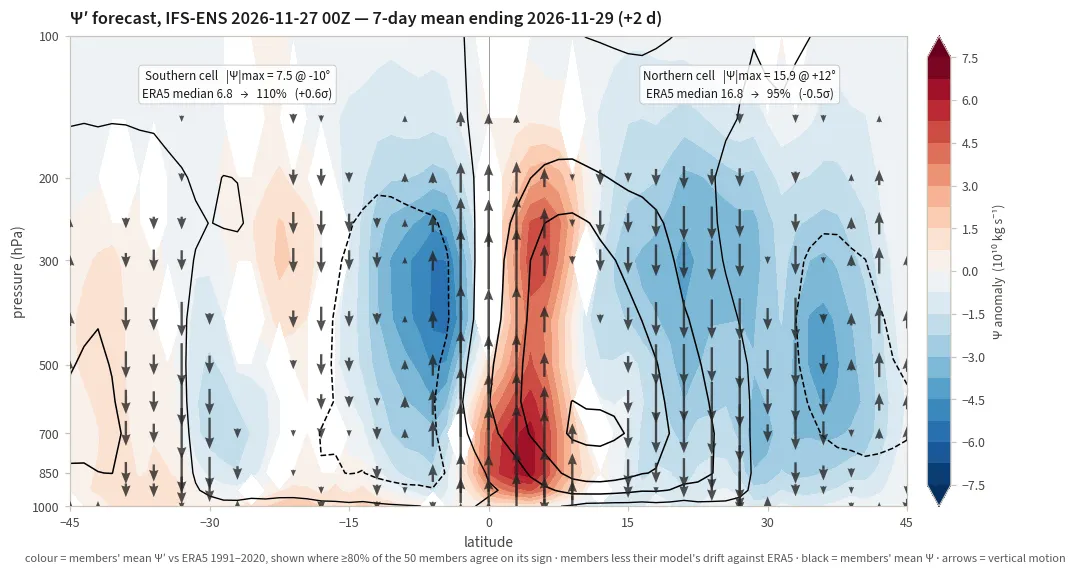 Ψ′ forecast, IFS-ENS 2026-11-27 00Z — 7-day mean ending 2026-11-29 (+2 d)
Southern cell |Ψ|max = 7.5 @ -10°
ERA5 median 6.8 → 110% (+0.6σ)
Northern cell |Ψ|max = 15.9 @ +12°
ERA5 median 16.8 → 95% (-0.5σ)
100
200
300
400
500
700
850
1000
pressure (hPa)
−45
−30
−15
0
15
30
45
latitude
7.5
6.0
4.5
3.0
1.5
0.0
−1.5
−3.0
−4.5
−6.0
−7.5
Ψ anomaly (10¹⁰ kg s⁻¹)
colour = members' mean Ψ′ vs ERA5 1991–2020, shown where ≥80% of the 50 members agree on its sign · members less their model's drift against ERA5 · black = members' mean Ψ · arrows = vertical motion